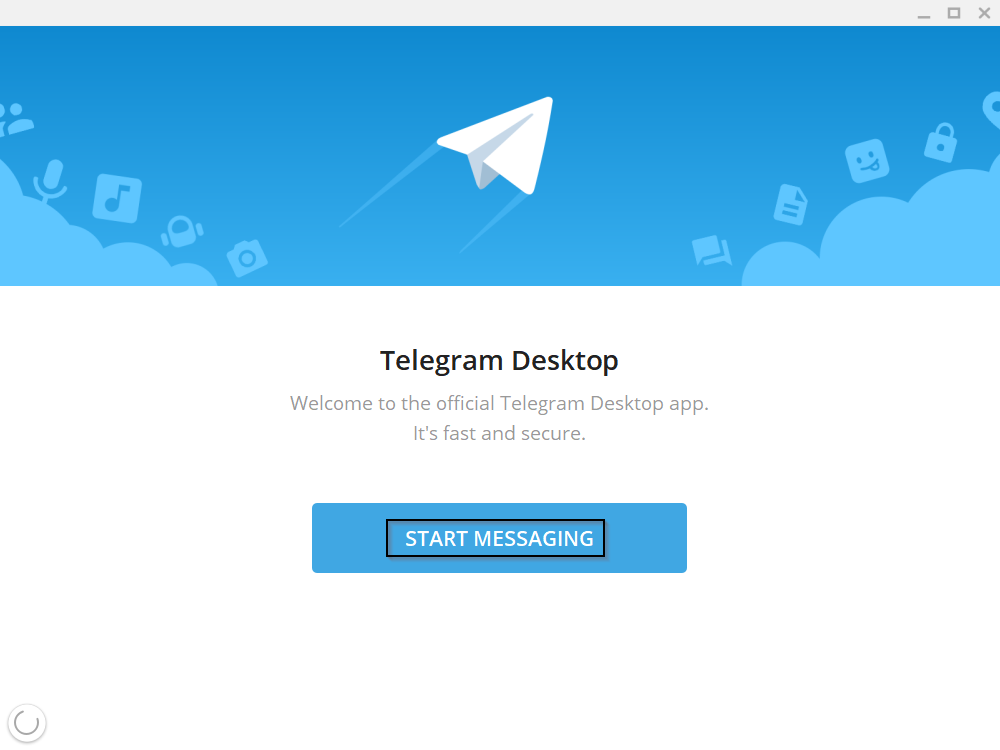 Telegram Desktop
Welcome to the official Telegram Desktop app.
It's fast and secure.
START MESSAGING